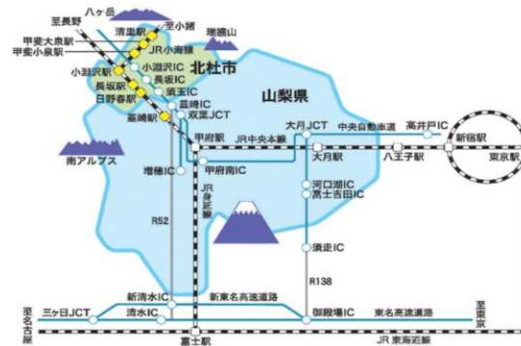 八ヶ岳
至長野
至小諸
清里駅
瑞牆山
甲斐大泉駅
JR小海線
甲斐小泉駅
北杜市
小淵沢IC
小淵沢駅
長坂IC
長坂駅
須玉IC
日野春駅
山梨県
韮崎IC
双葉JCT
韮崎駅
大月JCT
中央自動車道
高井戸IC
甲府駅
JR中央本線
新宿駅
南アルプス
大月駅
八王子駅
東京駅
増穂IC
甲府南IC
JR身延線
河口湖IC
富士吉田IC
R52
須走IC
R138
新清水IC
新東名高速道路
三ヶ日JCT
清水IC
御殿場IC
東名高速道路
至東京
至名古屋
富士駅
JR東海道線